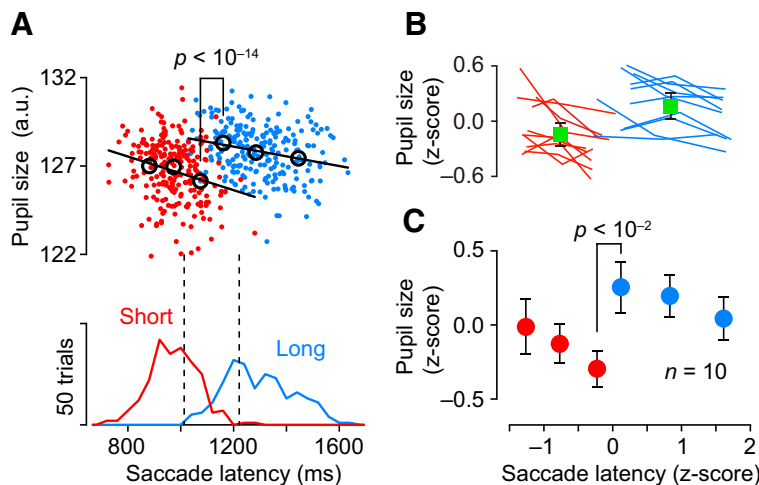 A
p < 10⁻¹⁴
132
127
122
Pupil size (a.u.)
Short
Long
50 trials
800
1200
1600
Saccade latency (ms)
B
0.6
0.0
−0.6
Pupil size
(z-score)
C
p < 10⁻²
0.5
0.0
−0.5
Pupil size
(z-score)
n = 10
−1
0
1
2
Saccade latency (z-score)